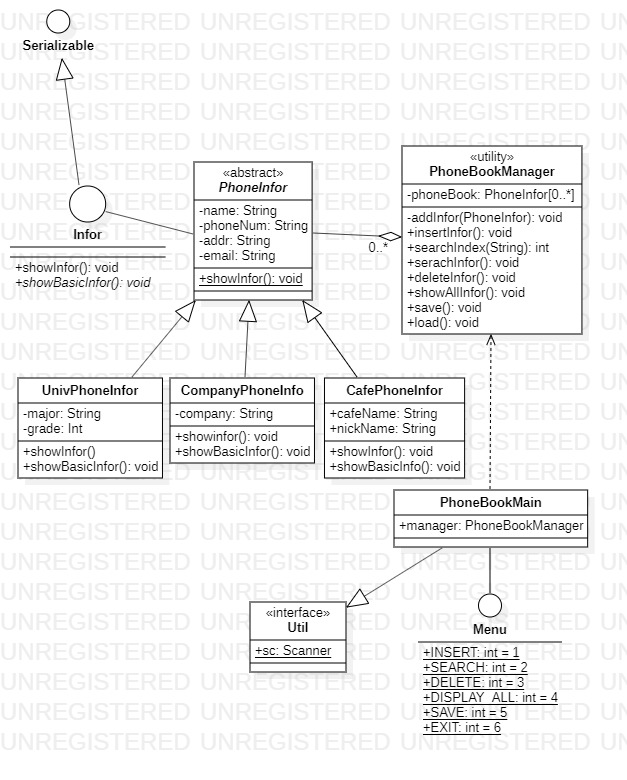 Serializable
Infor
+showInfor(): void
+showBasicInfor(): void
«abstract»
PhoneInfor
-name: String
-phoneNum: String
-addr: String
-email: String
+showInfor(): void
0..*
«utility»
PhoneBookManager
-phoneBook: PhoneInfor[0..*]
-addInfor(PhoneInfor): void
+insertInfor(): void
+searchIndex(String): int
+serachInfor(): void
+deleteInfor(): void
+showAllInfor(): void
+save(): void
+load(): void
UnivPhoneInfor
-major: String
-grade: Int
+showInfor()
+showBasicInfor(): void
CompanyPhoneInfo
-company: String
+showinfor(): void
+showBasicInfor(): void
CafePhoneInfor
+cafeName: String
+nickName: String
+showInfor(): void
+showBasicInfo(): void
PhoneBookMain
+manager: PhoneBookManager
«interface»
Util
+sc: Scanner
Menu
+INSERT: int = 1
+SEARCH: int = 2
+DELETE: int = 3
+DISPLAY_ALL: int = 4
+SAVE: int = 5
+EXIT: int = 6
UNREGISTERED